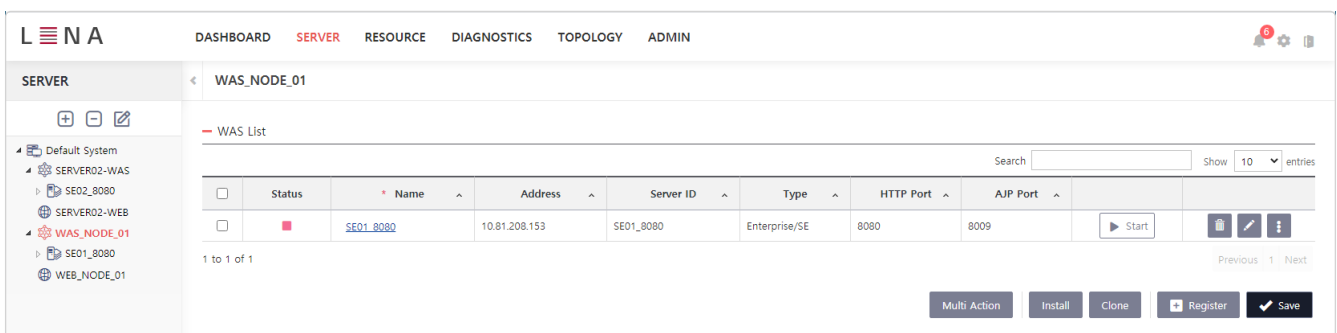 LENA
DASHBOARD SERVER RESOURCE DIAGNOSTICS TOPOLOGY ADMIN
6
SERVER
WAS_NODE_01
Default System
SERVER02-WAS
SE02_8080
SERVER02-WEB
WAS_NODE_01
SE01_8080
WEB_NODE_01
WAS List
Search Show 10 entries
Status * Name Address Server ID Type HTTP Port AJP Port
SE01_8080 10.81.208.153 SE01_8080 Enterprise/SE 8080 8009 Start
1 to 1 of 1 Previous 1 Next
Multi Action Install Clone Register Save